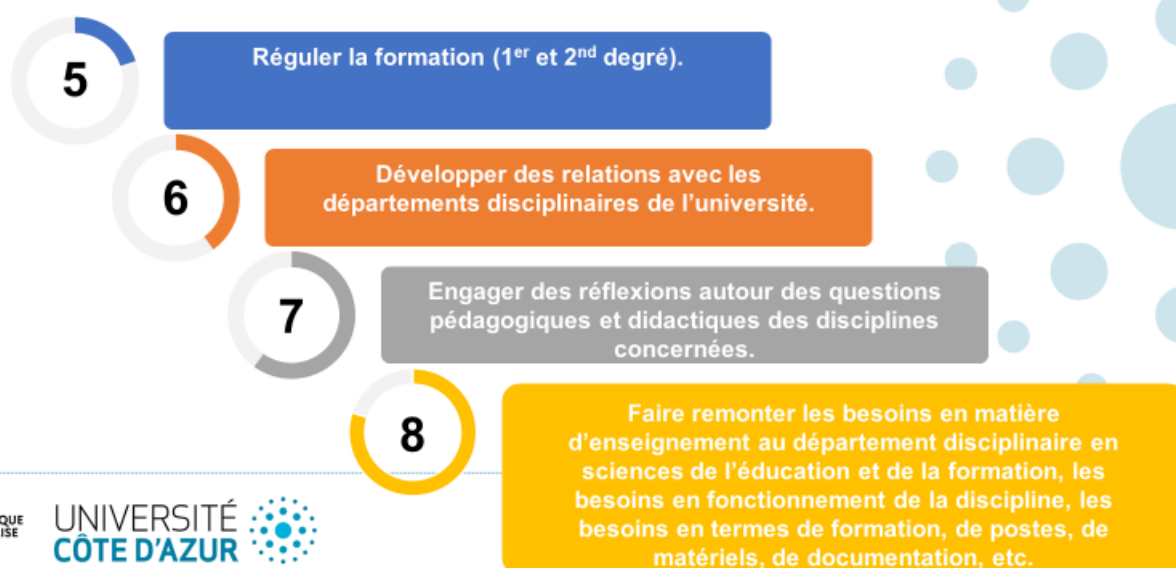 5
Réguler la formation (1er et 2nd degré).
6
Développer des relations avec les
départements disciplinaires de l'université.
7
Engager des réflexions autour des questions
pédagogiques et didactiques des disciplines
concernées.
8
Faire remonter les besoins en matière
d'enseignement au département disciplinaire en
sciences de l'éducation et de la formation, les
besoins en fonctionnement de la discipline, les
besoins en termes de formation, de postes, de
matériels, de documentation, etc.
UNIVERSITÉ
CÔTE D'AZUR